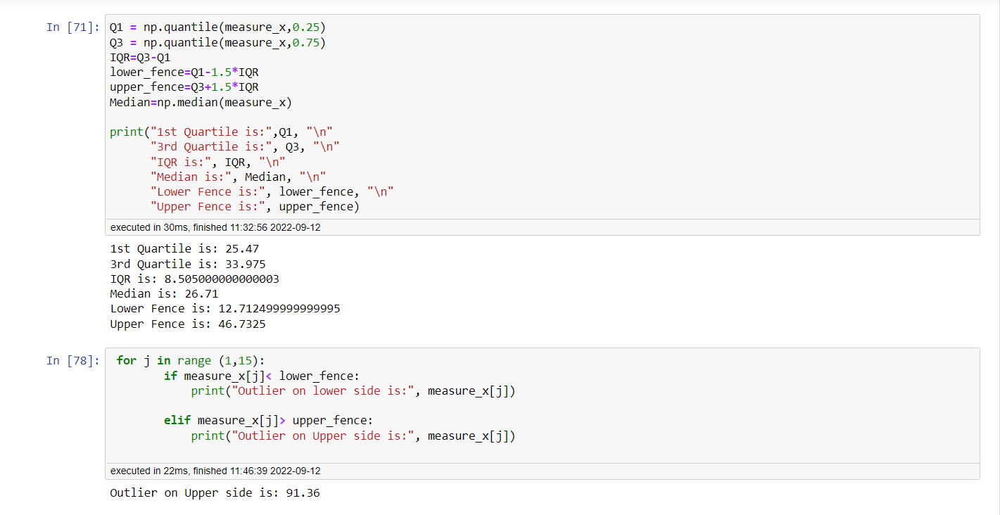 In [71]:
Q1 = np.quantile(measure_x,0.25)
Q3 = np.quantile(measure_x,0.75)
IQR=Q3-Q1
lower_fence=Q1-1.5*IQR
upper_fence=Q3+1.5*IQR
Median=np.median(measure_x)
print("1st Quartile is:",Q1, "\n"
"3rd Quartile is:", Q3, "\n"
"IQR is:", IQR, "\n"
"Median is:", Median, "\n"
"Lower Fence is:", lower_fence, "\n"
"Upper Fence is:", upper_fence)
executed in 30ms, finished 11:32:56 2022-09-12
1st Quartile is: 25.47
3rd Quartile is: 33.975
IQR is: 8.505000000000003
Median is: 26.71
Lower Fence is: 12.712499999999995
Upper Fence is: 46.7325
In [78]:
for j in range (1,15):
if measure_x[j]< lower_fence:
print("Outlier on lower side is:", measure_x[j])
elif measure_x[j]> upper_fence:
print("Outlier on Upper side is:", measure_x[j])
executed in 22ms, finished 11:46:39 2022-09-12
Outlier on Upper side is: 91.36